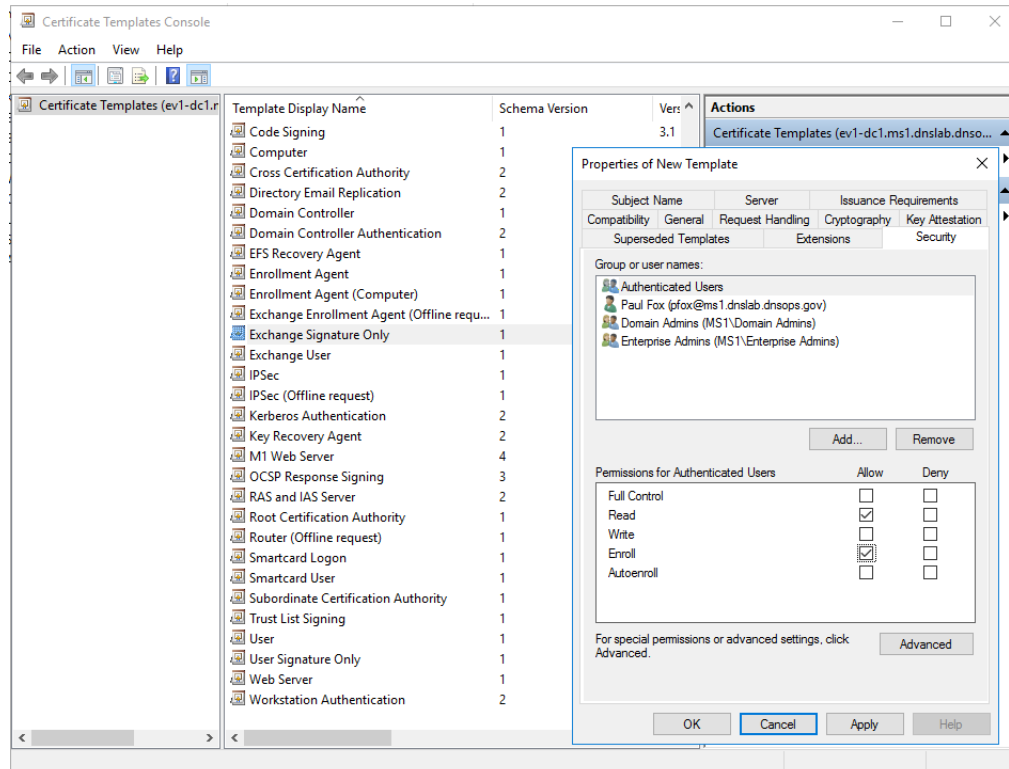 Certificate Templates Console
File Action View Help
Certificate Templates (ev1-dc1.r
Template Display Name Schema Version Vers
Code Signing 1 3.1
Computer 1
Cross Certification Authority 2
Directory Email Replication 2
Domain Controller 1
Domain Controller Authentication 2
EFS Recovery Agent 1
Enrollment Agent 1
Enrollment Agent (Computer) 1
Exchange Enrollment Agent (Offline requ... 1
Exchange Signature Only 1
Exchange User 1
IPSec 1
IPSec (Offline request) 1
Kerberos Authentication 2
Key Recovery Agent 2
M1 Web Server 4
OCSP Response Signing 3
RAS and IAS Server 2
Root Certification Authority 1
Router (Offline request) 1
Smartcard Logon 1
Smartcard User 1
Subordinate Certification Authority 1
Trust List Signing 1
User 1
User Signature Only 1
Web Server 1
Workstation Authentication 2
Actions
Certificate Templates (ev1-dc1.ms1.dnslab.dnso...
Properties of New Template
Subject Name Server Issuance Requirements
Compatibility General Request Handling Cryptography Key Attestation
Superseded Templates Extensions Security
Group or user names:
Authenticated Users
Paul Fox (pfox@ms1.dnslab.dnsops.gov)
Domain Admins (MS1\Domain Admins)
Enterprise Admins (MS1\Enterprise Admins)
Add... Remove
Permissions for Authenticated Users Allow Deny
Full Control
Read
Write
Enroll
Autoenroll
For special permissions or advanced settings, click
Advanced.
Advanced
OK Cancel Apply Help